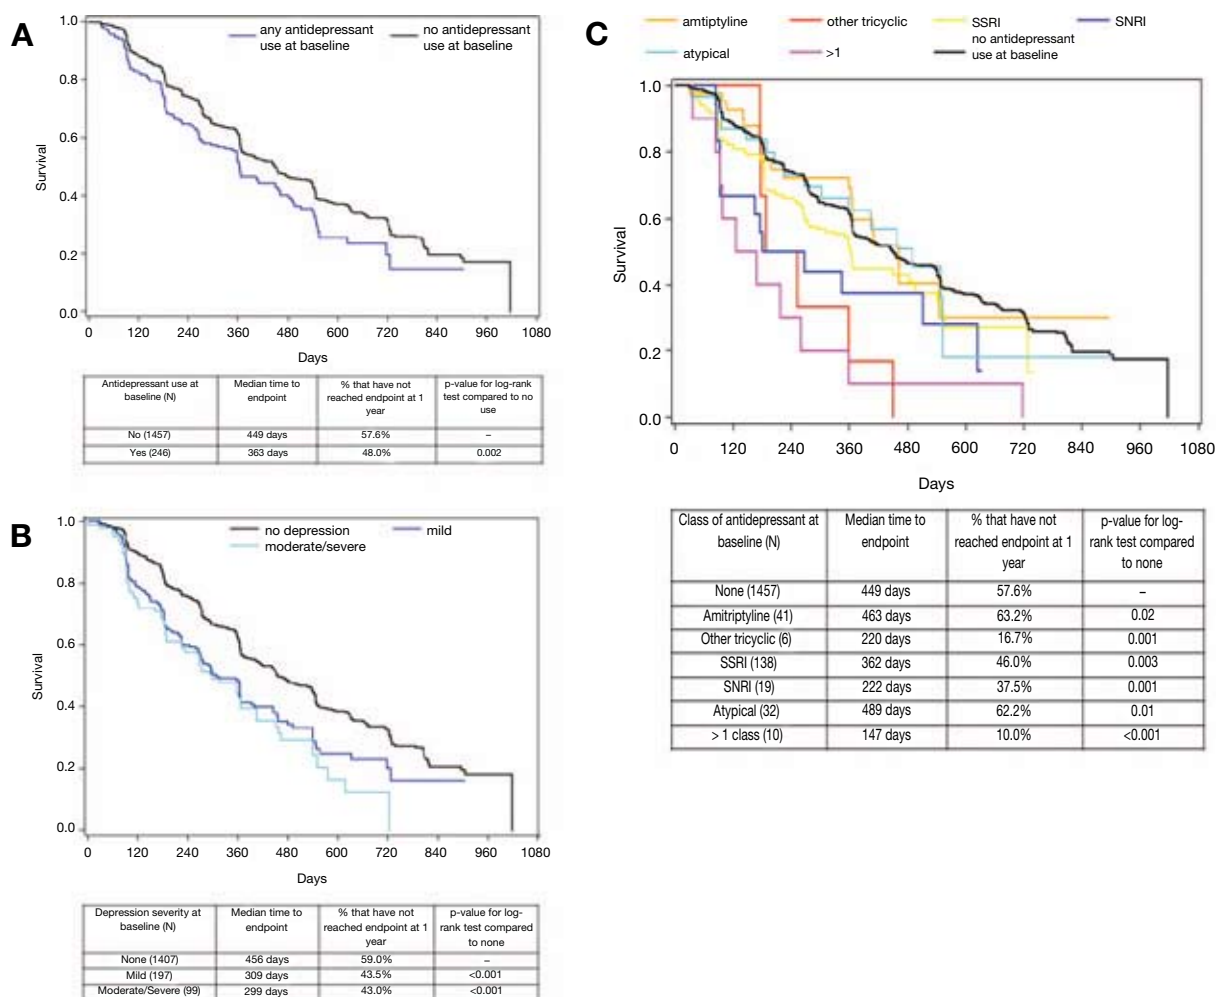 A
any antidepressant
use at baseline
no antidepressant
use at baseline
Survival
1.0
0.8
0.6
0.4
0.2
0.0
0 120 240 360 480 600 720 840 960 1080
Days
Antidepressant use at baseline (N) | Median time to endpoint | % that have not reached endpoint at 1 year | p-value for log-rank test compared to no use
No (1457) 449 days 57.6% –
Yes (246) 363 days 48.0% 0.002
B
no depression
mild
moderate/severe
Survival
1.0
0.8
0.6
0.4
0.2
0.0
0 120 240 360 480 600 720 840 960 1080
Days
Depression severity at baseline (N) | Median time to endpoint | % that have not reached endpoint at 1 year | p-value for log-rank test compared to none
None (1407) 456 days 59.0% –
Mild (197) 309 days 43.5% <0.001
Moderate/Severe (99) 299 days 43.0% <0.001
C
amtiptyline other tricyclic SSRI SNRI
atypical >1 no antidepressant
use at baseline
Survival
1.0
0.8
0.6
0.4
0.2
0.0
0 120 240 360 480 600 720 840 960 1080
Days
Class of antidepressant at baseline (N) | Median time to endpoint | % that have not reached endpoint at 1 year | p-value for log-rank test compared to none
None (1457) 449 days 57.6% –
Amitriptyline (41) 463 days 63.2% 0.02
Other tricyclic (6) 220 days 16.7% 0.001
SSRI (138) 362 days 46.0% 0.003
SNRI (19) 222 days 37.5% 0.001
Atypical (32) 489 days 62.2% 0.01
> 1 class (10) 147 days 10.0% <0.001